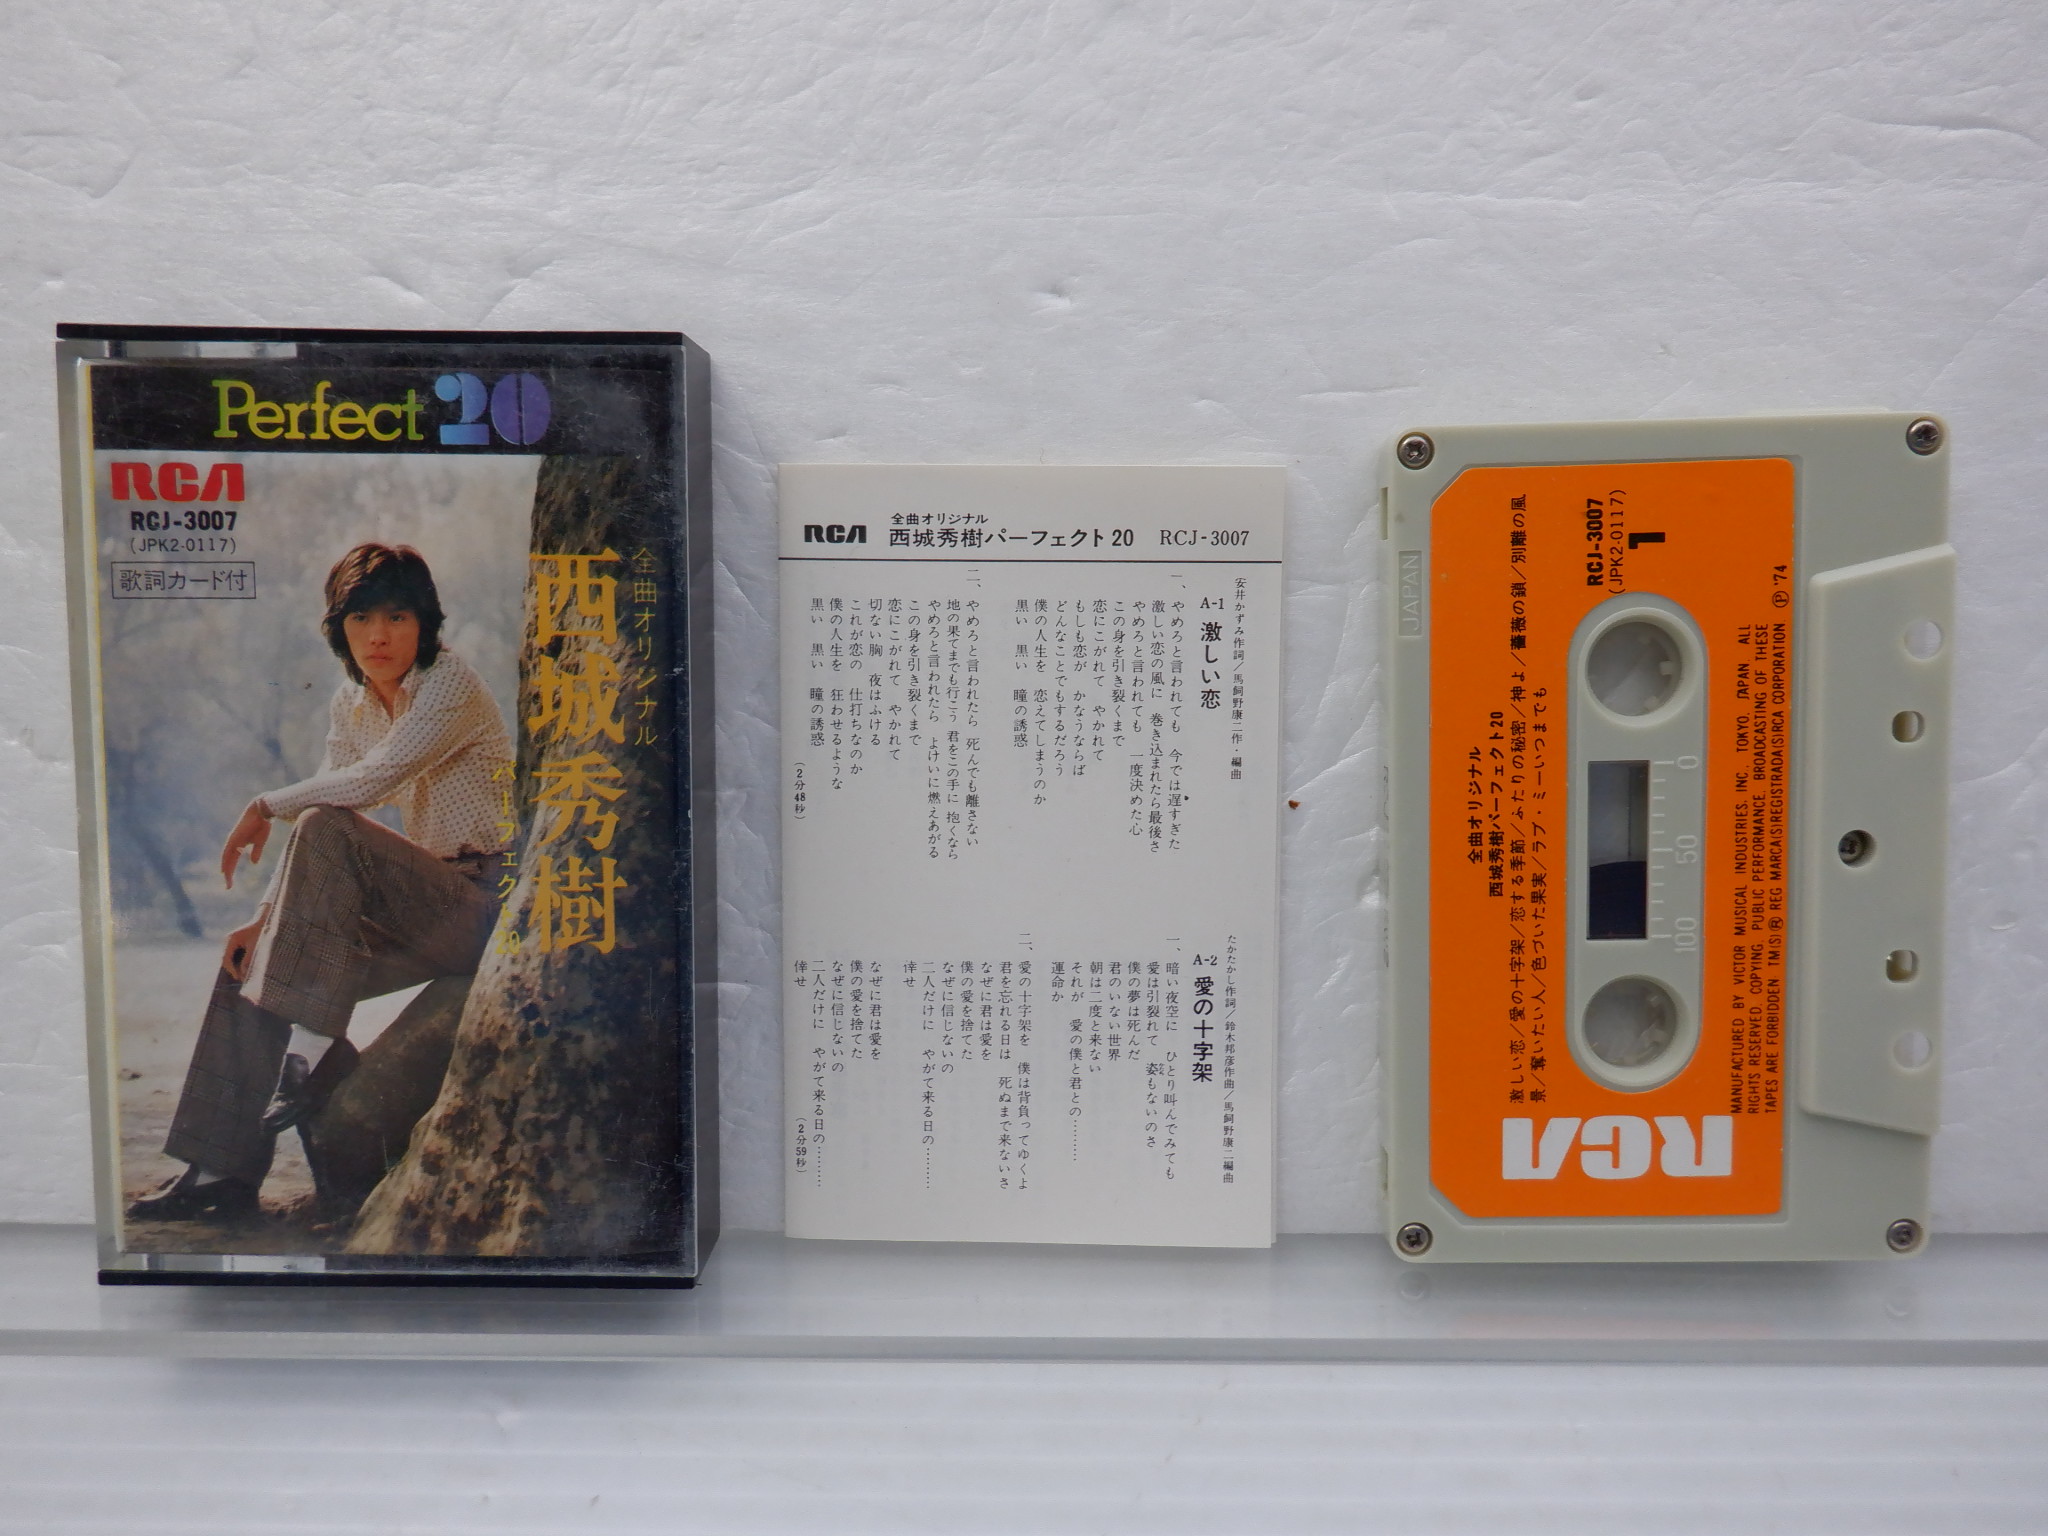 Perfect 20
RCA
RCJ-3007
(JPK2-0117)
歌詞カード付
全曲オリジナル
西城秀樹
パーフェクト20
RCA
全曲オリジナル
西城秀樹パーフェクト20 RCJ-3007
安井かずみ作詞/馬飼野康二作・編曲
A-1 激しい恋
一、やめろと言われても 今では遅すぎた
激しい恋の風に 巻き込まれたら最後さ
やめろと言われても 一度決めた心
この身を引き裂くまで
恋にこがれて やかれて
もしも恋が かなうならば
どんなことでもするだろう
僕の人生を 恋えてしまうのか
黒い 黒い 瞳の誘惑
二、やめろと言われたら 死んでも離さない
地の果てまでも行こう 君をこの手に 抱くなら
やめろと言われたら よけいに燃えあがる
この身を引き裂くまで
恋にこがれて やかれて
切ない胸 夜はふける
これが恋の 仕打ちなのか
僕の人生を 狂わせるような
黒い 黒い 瞳の誘惑
(2分48秒)
たかたかし作詞/鈴木邦彦作曲/馬飼野康二編曲
A-2 愛の十字架
一、暗い夜空に ひとり叫んでみても
愛は引裂れて 姿もないのさ
僕の夢は死んだ
君のいない世界
朝は二度と来ない
それが 愛の僕と君との………
運命か
二、愛の十字架を 僕は背負ってゆくよ
君を忘れる日は 死ぬまで来ないさ
なぜに君は愛を
僕の愛を捨てた
なぜに信じないの
二人だけに やがて来る日の………
倖せ
なぜに君は愛を
僕の愛を捨てた
なぜに信じないの
二人だけに やがて来る日の………
倖せ
(2分59秒)
JAPAN
RCJ-3007
(JPK2-0117)
1
全曲オリジナル
西城秀樹パーフェクト20
激しい恋/愛の十字架/恋する季節/ふたりの秘密/神よ/薔薇の鎖/別離の風
景/奪いたい人/色づいた果実/ラブ・ミーいつまでも
0 50 100
Ⓟ'74
MANUFACTURED BY VICTOR MUSICAL INDUSTRIES. INC. TOKYO. JAPAN ALL
RIGHTS RESERVED. COPYING. PUBLIC PERFORMANCE. BROADCASTING OF THESE
TAPES ARE FORBIDDEN TM(S)® REG MARCA(S)REGISTRADA(S)RCA CORPORATION
RCA